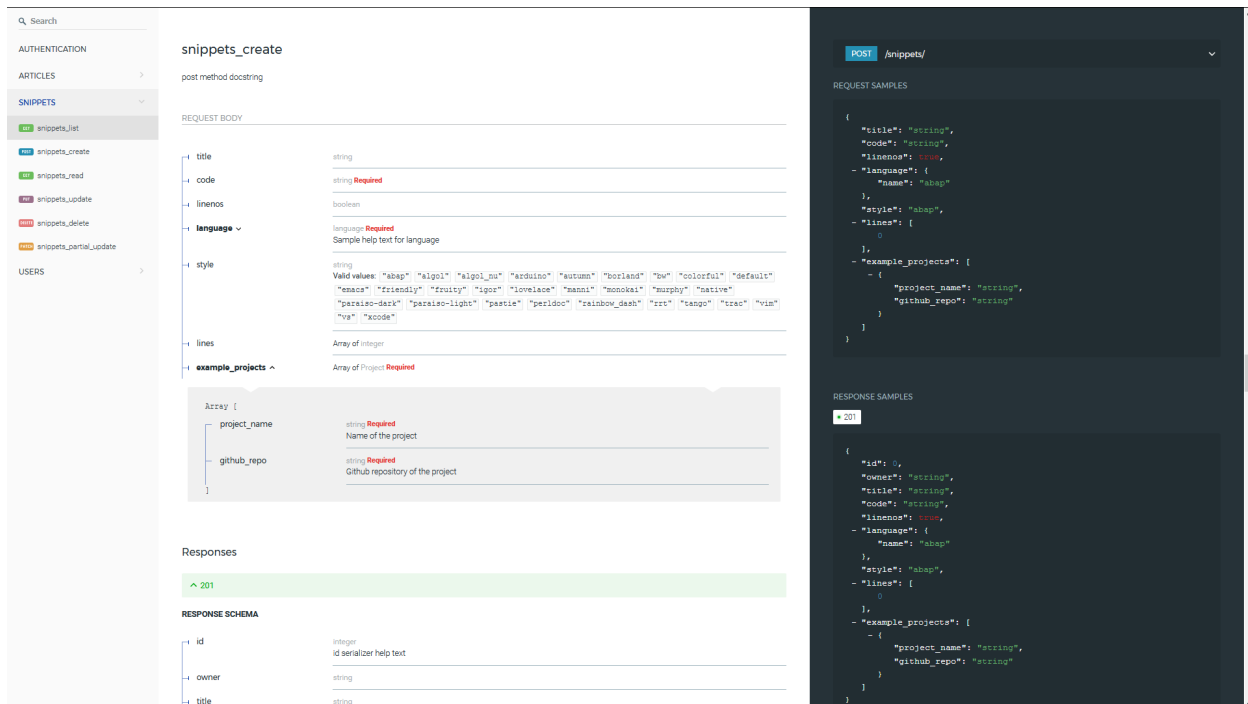 Search
AUTHENTICATION
ARTICLES
SNIPPETS
GET snippets_list
POST snippets_create
GET snippets_read
PUT snippets_update
DELETE snippets_delete
PATCH snippets_partial_update
USERS
snippets_create
post method docstring
REQUEST BODY
title string
code string Required
linenos boolean
language language Required
Sample help text for language
style string
Valid values: "abap" "algol" "algol_nu" "arduino" "autumn" "borland" "bw" "colorful" "default"
"emacs" "friendly" "fruity" "igor" "lovelace" "manni" "monokai" "murphy" "native"
"paraiso-dark" "paraiso-light" "pastie" "perldoc" "rainbow_dash" "rrt" "tango" "trac" "vim"
"vs" "xcode"
lines Array of integer
example_projects Array of Project Required
Array [
project_name string Required
Name of the project
github_repo string Required
Github repository of the project
]
Responses
201
RESPONSE SCHEMA
id integer
id serializer help text
owner string
title string
POST /snippets/
REQUEST SAMPLES
{
"title": "string",
"code": "string",
"linenos": true,
- "language": {
"name": "abap"
},
"style": "abap",
- "lines": [
0
],
- "example_projects": [
- {
"project_name": "string",
"github_repo": "string"
}
]
}
RESPONSE SAMPLES
201
{
"id": 0,
"owner": "string",
"title": "string",
"code": "string",
"linenos": true,
- "language": {
"name": "abap"
},
"style": "abap",
- "lines": [
0
],
- "example_projects": [
- {
"project_name": "string",
"github_repo": "string"
}
]
}